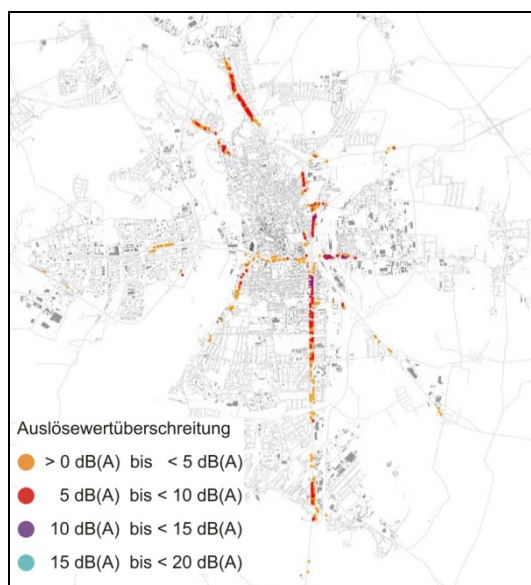 Auslösewertüberschreitung
> 0 dB(A) bis < 5 dB(A)
5 dB(A) bis < 10 dB(A)
10 dB(A) bis < 15 dB(A)
15 dB(A) bis < 20 dB(A)